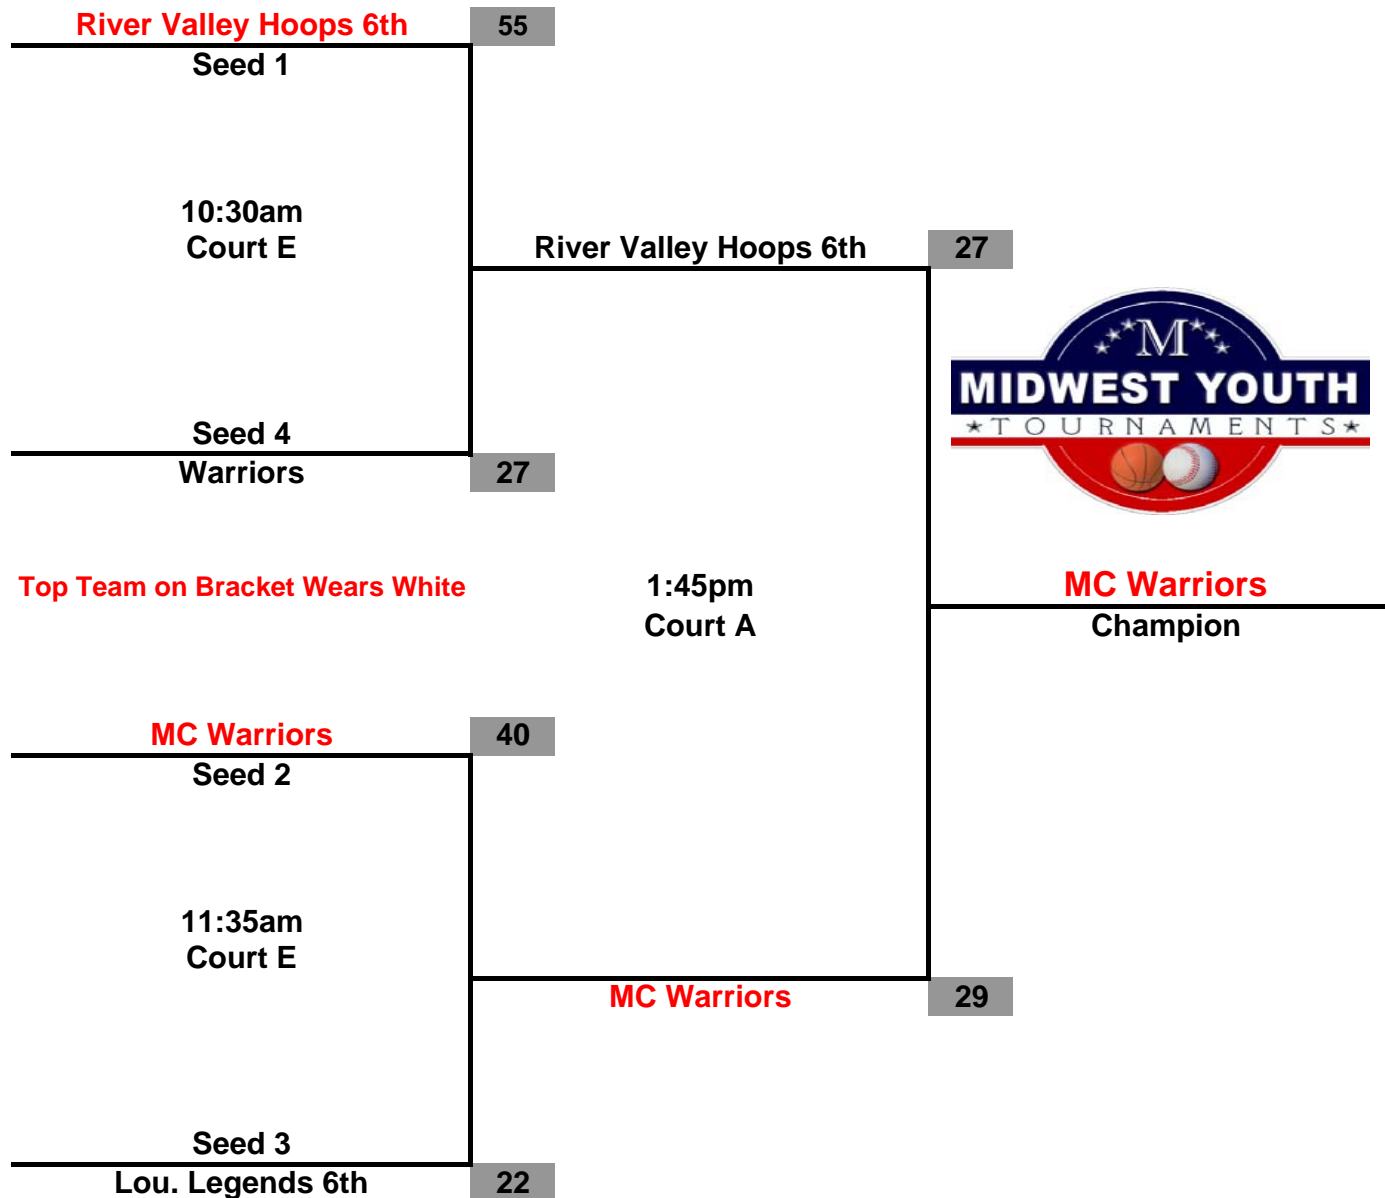 River Valley Hoops 6th 55
Seed 1
10:30am
Court E
River Valley Hoops 6th 27
M
MIDWEST YOUTH
TOURNAMENTS
Seed 4
Warriors 27
Top Team on Bracket Wears White
1:45pm
Court A
MC Warriors
Champion
MC Warriors 40
Seed 2
11:35am
Court E
MC Warriors 29
Seed 3
Lou. Legends 6th 22